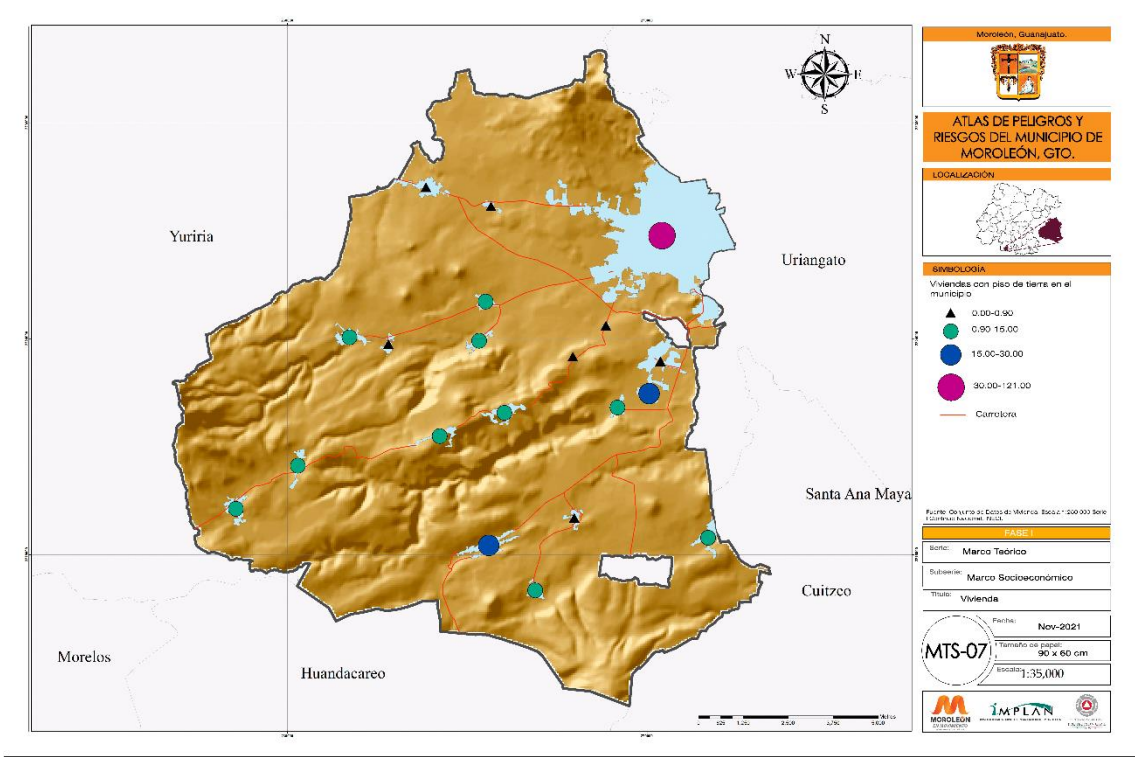 N
W
E
S
Yuriria
Uriangato
Santa Ana Maya
Cuitzeo
Morelos
Huandacareo
Moroleón, Guanajuato.
ATLAS DE PELIGROS Y
RIESGOS DEL MUNICIPIO DE
MOROLEÓN, GTO.
LOCALIZACIÓN
SIMBOLOGÍA
Viviendas con piso de tierra en el
municipio
0.00-0.90
0.90-15.00
15.00-30.00
30.00-121.00
Carretera
FASE I
Serie: Marco Teórico
Subserie: Marco Socioeconómico
Título: Vivienda
Fecha: Nov-2021
MTS-07
Tamaño de papel:
90 x 60 cm
Escala: 1:35,000
MOROLEÓN
IMPLAN